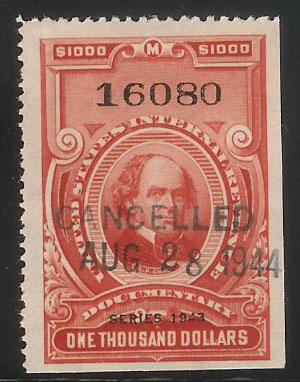 $1000 M $1000
16080
UNITED STATES INTERNAL REVENUE
CANCELLED
AUG 28 1944
DOCUMENTARY
SERIES 1943
ONE THOUSAND DOLLARS